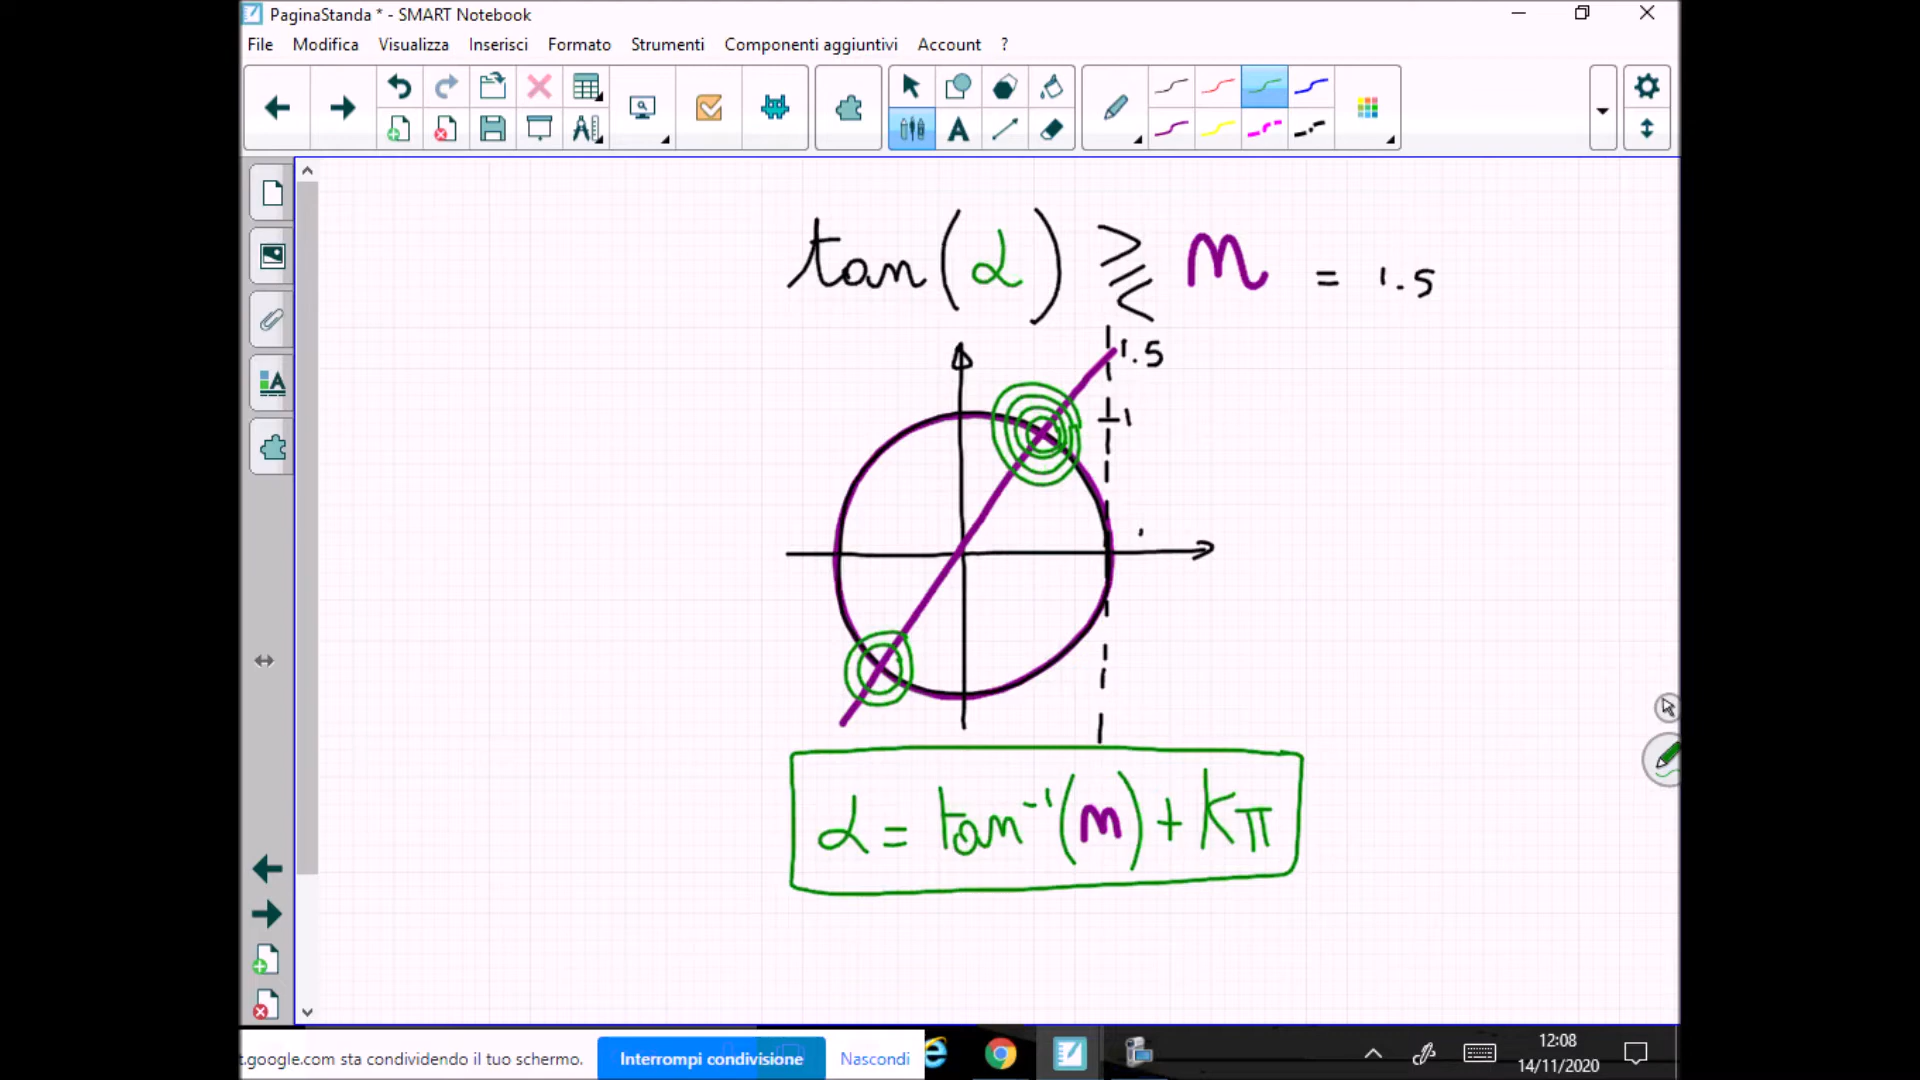 PaginaStanda * - SMART Notebook
File Modifica Visualizza Inserisci Formato Strumenti Componenti aggiuntivi Account ?
tan(α) ⋛ m = 1.5
1.5
1
α = tan⁻¹(m) + Kπ
t.google.com sta condividendo il tuo schermo. Interrompi condivisione Nascondi
12:08
14/11/2020